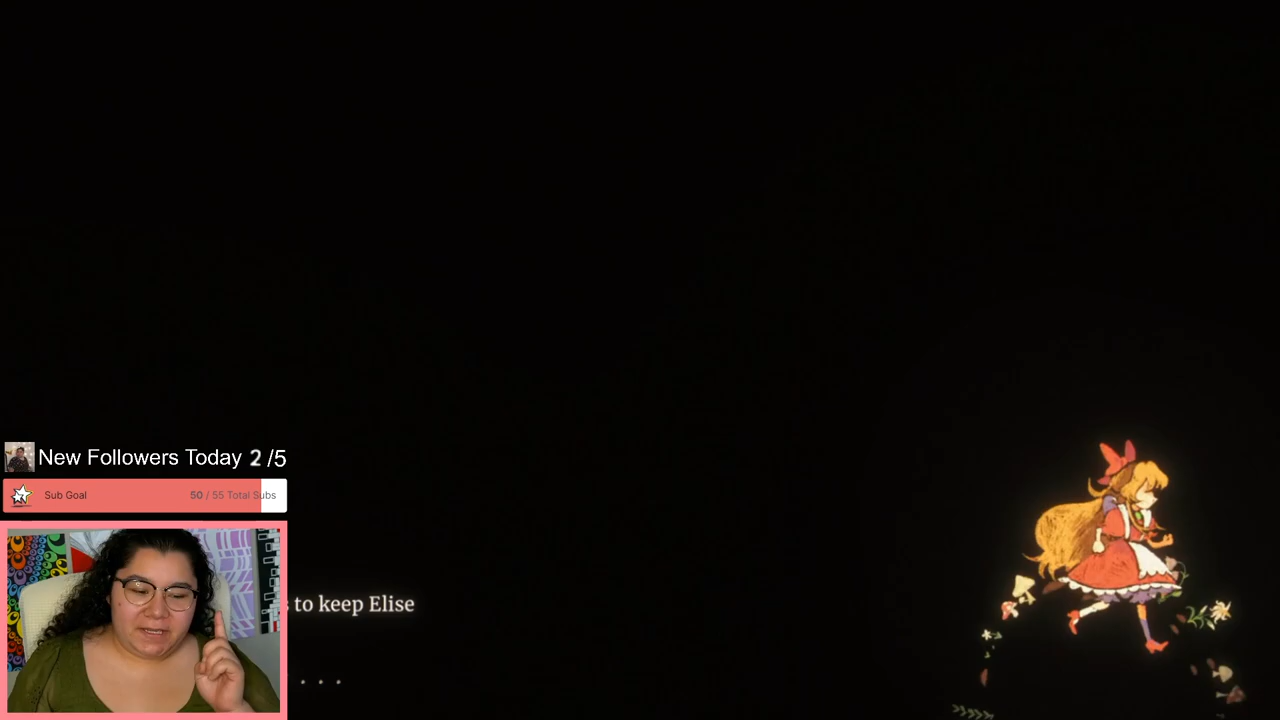 New Followers Today 2 /5
Sub Goal 50 / 55 Total Subs
to keep Elise
. . .